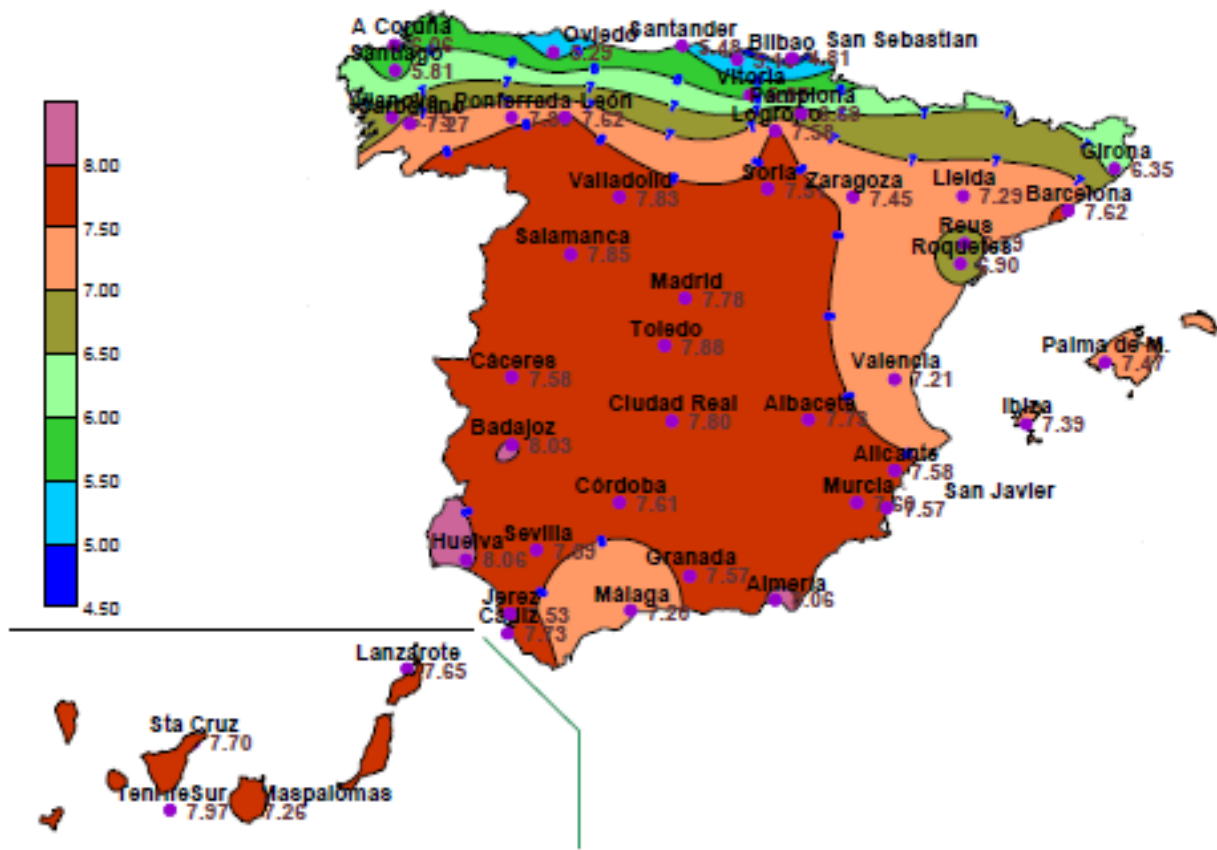 A Coruña
6.06
Oviedo
5.29
Santander
5.48
Bilbao
San Sebastian
4.81
Santiago
5.81
Vitoria
Pamplona
Ponferrada
León
7.62
7.27
Logroño
7.58
Girona
6.35
8.00
7.50
7.00
6.50
6.00
5.50
5.00
4.50
Valladolid
7.83
Soria
Zaragoza
7.45
Lleida
7.29
Barcelona
7.62
Salamanca
7.85
Reus
Roquetes
6.90
Madrid
7.78
Toledo
7.88
Cáceres
7.58
Valencia
7.21
Palma de M.
7.47
Ciudad Real
7.80
Albacete
Ibiza
7.39
Badajoz
8.03
Alicante
7.58
Córdoba
7.61
Murcia
San Javier
7.57
Huelva
8.06
Sevilla
Granada
7.57
Almería
Jerez
Cádiz
7.73
Málaga
Lanzarote
7.65
Sta Cruz
7.70
7.97
Maspalomas
7.26